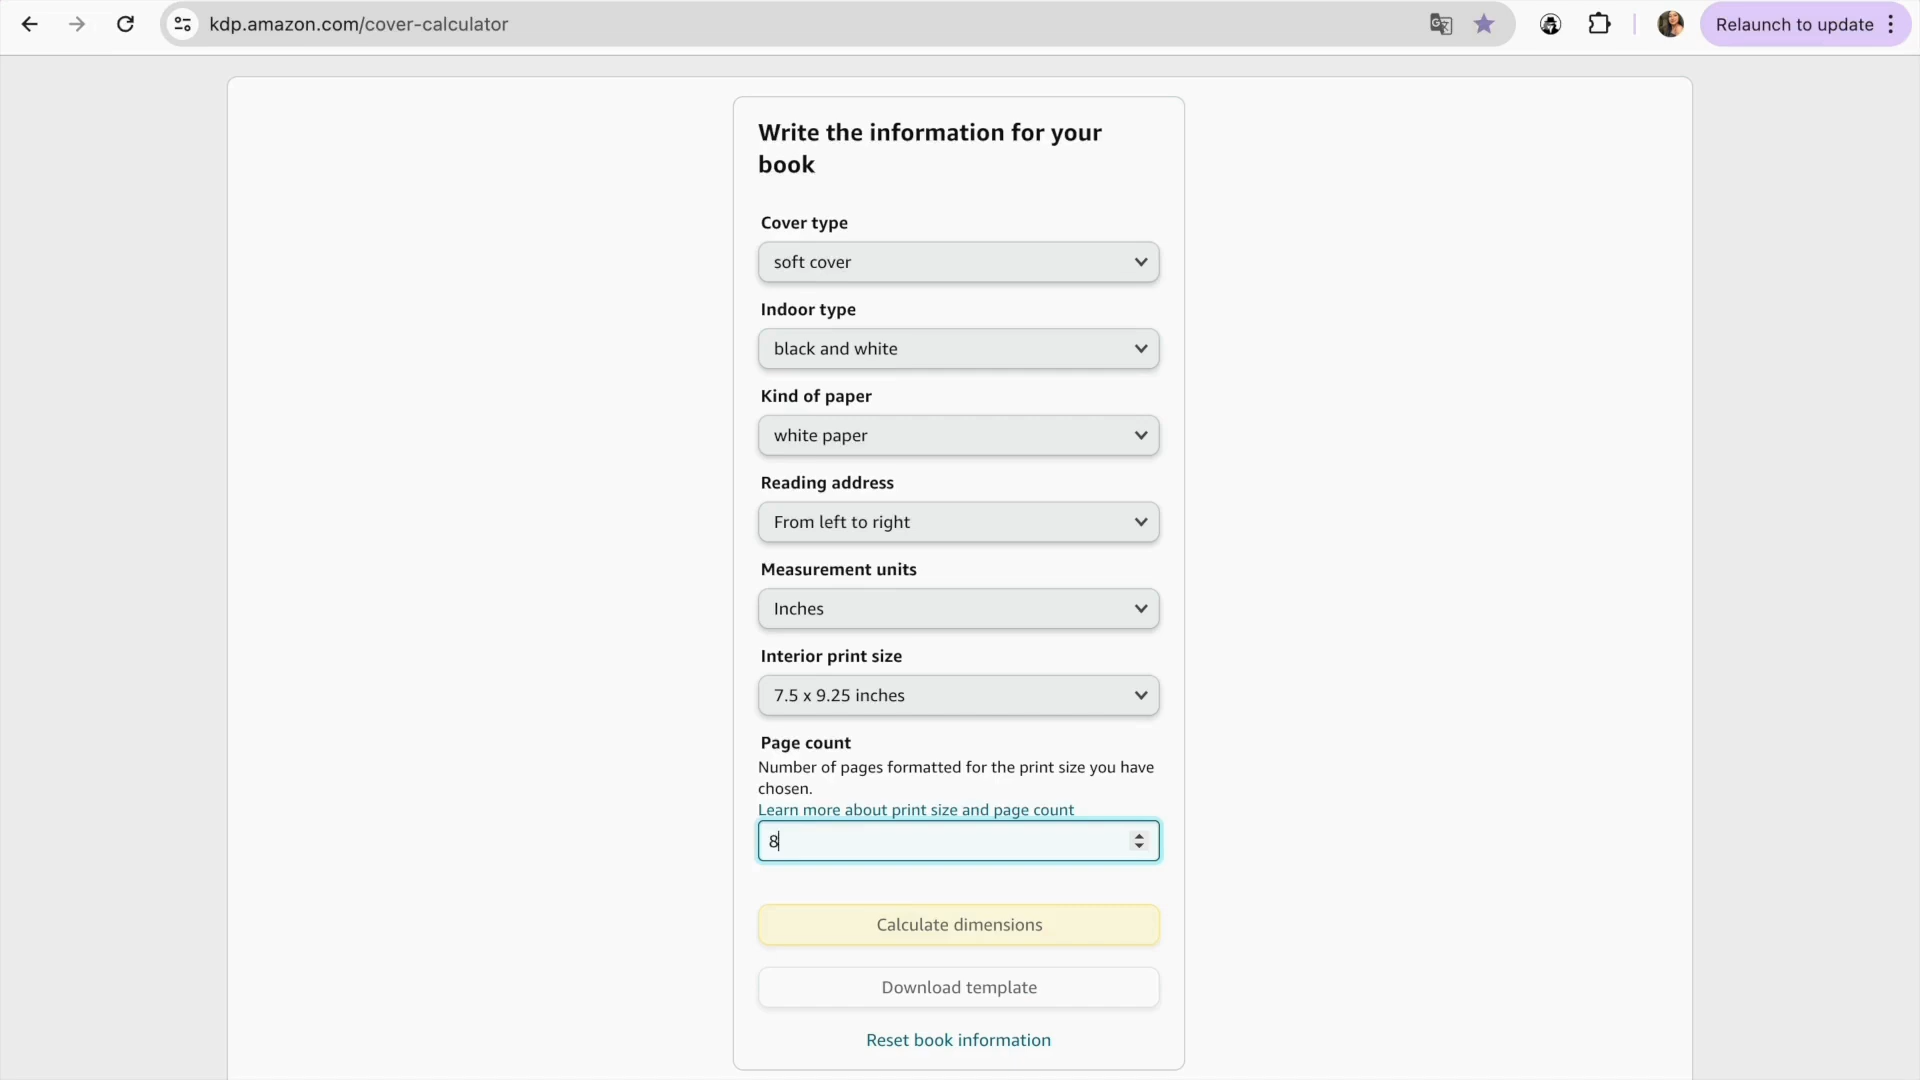 kdp.amazon.com/cover-calculator
Relaunch to update
Write the information for your
book
Cover type
soft cover
Indoor type
black and white
Kind of paper
white paper
Reading address
From left to right
Measurement units
Inches
Interior print size
7.5 x 9.25 inches
Page count
Number of pages formatted for the print size you have
chosen.
Learn more about print size and page count
8
Calculate dimensions
Download template
Reset book information